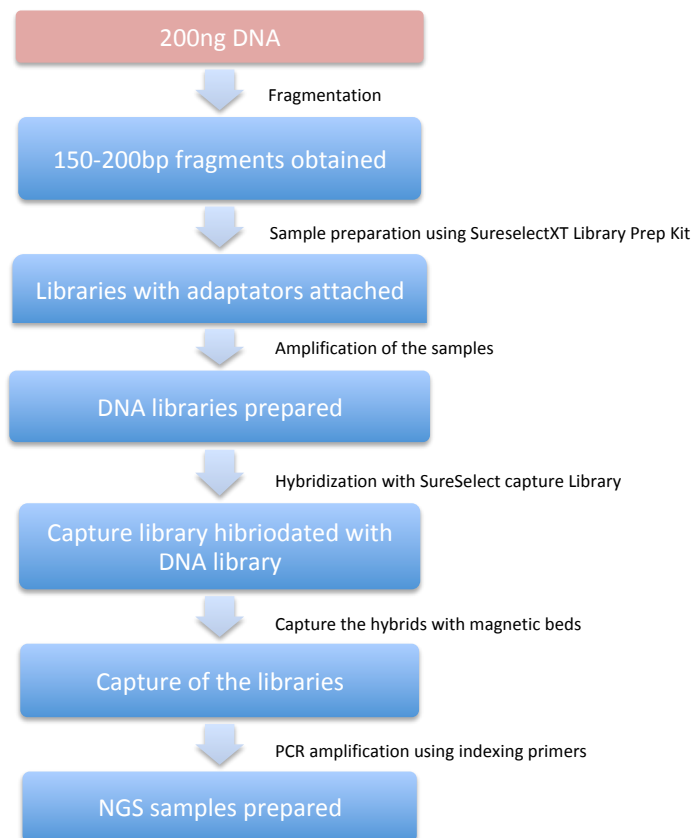 200ng DNA
Fragmentation
150-200bp fragments obtained
Sample preparation using SureselectXT Library Prep Kit
Libraries with adaptators attached
Amplification of the samples
DNA libraries prepared
Hybridization with SureSelect capture Library
Capture library hibriodated with
DNA library
Capture the hybrids with magnetic beds
Capture of the libraries
PCR amplification using indexing primers
NGS samples prepared